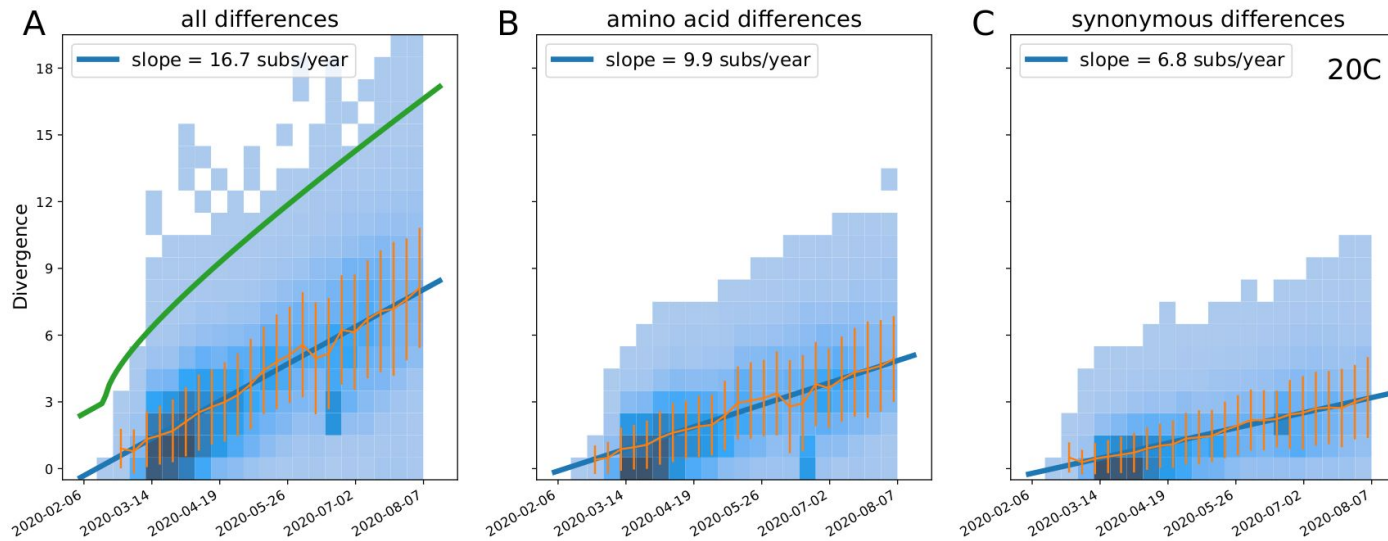 A
all differences
slope = 16.7 subs/year
Divergence
18
15
12
9
6
3
0
2020-02-06
2020-03-14
2020-04-19
2020-05-26
2020-07-02
2020-08-07
B
amino acid differences
slope = 9.9 subs/year
2020-02-06
2020-03-14
2020-04-19
2020-05-26
2020-07-02
2020-08-07
C
synonymous differences
slope = 6.8 subs/year
20C
2020-02-06
2020-03-14
2020-04-19
2020-05-26
2020-07-02
2020-08-07